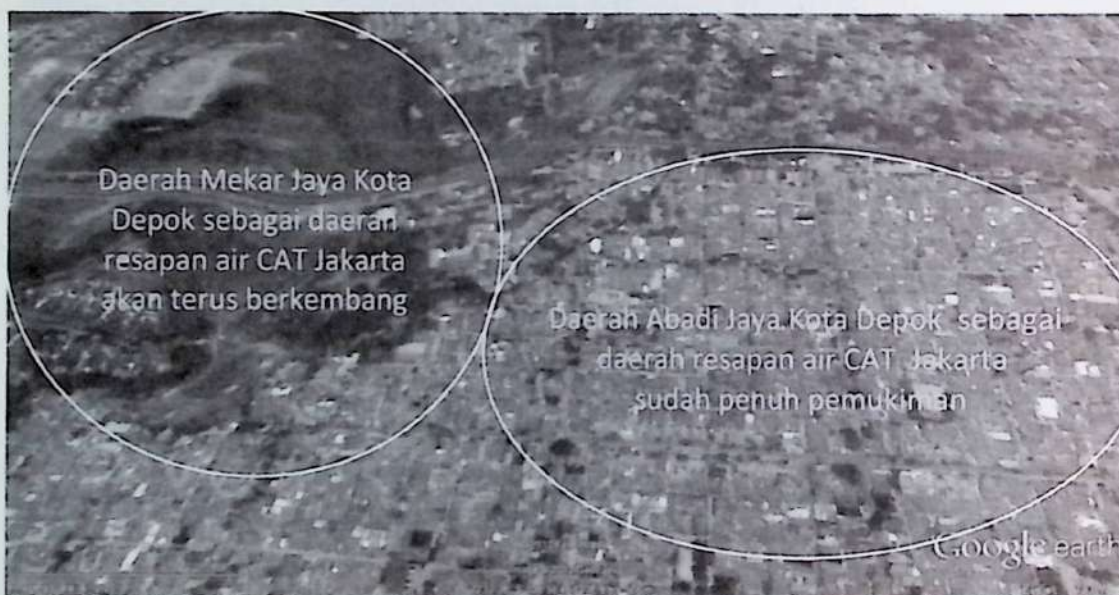 Daerah Mekar Jaya Kota
Depok sebagai daerah
resapan air CAT Jakarta
akan terus berkembang
Daerah Abadi Jaya Kota Depok sebagai
daerah resapan air CAT Jakarta
sudah penuh pemukiman
Google earth